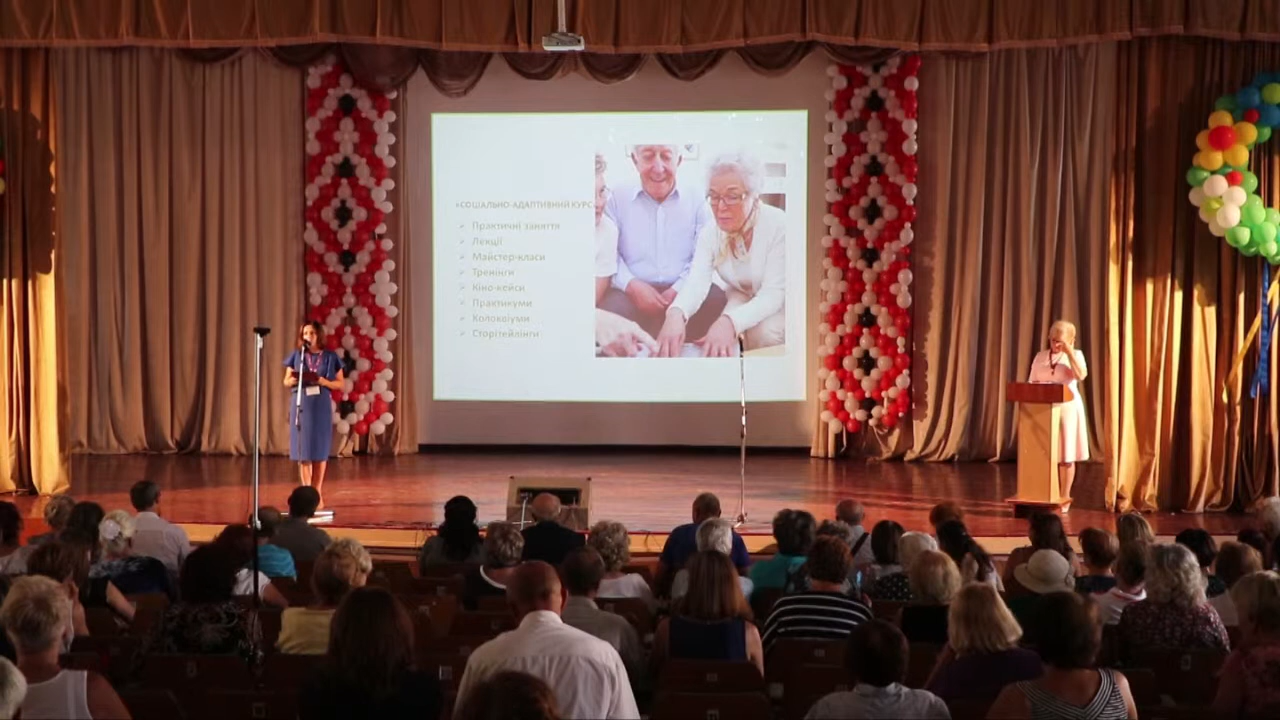 «СОЦІАЛЬНО-АДАПТИВНИЙ КУРС
Практичні заняття
Лекції
Майстер-класи
Тренінги
Кіно-кейси
Практикуми
Колоквіуми
Сторітейлінги